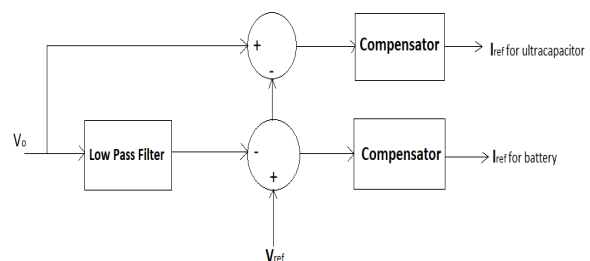 +
-
Compensator
Iref for ultracapacitor
Vo
Low Pass Filter
-
+
Compensator
Iref for battery
Vref